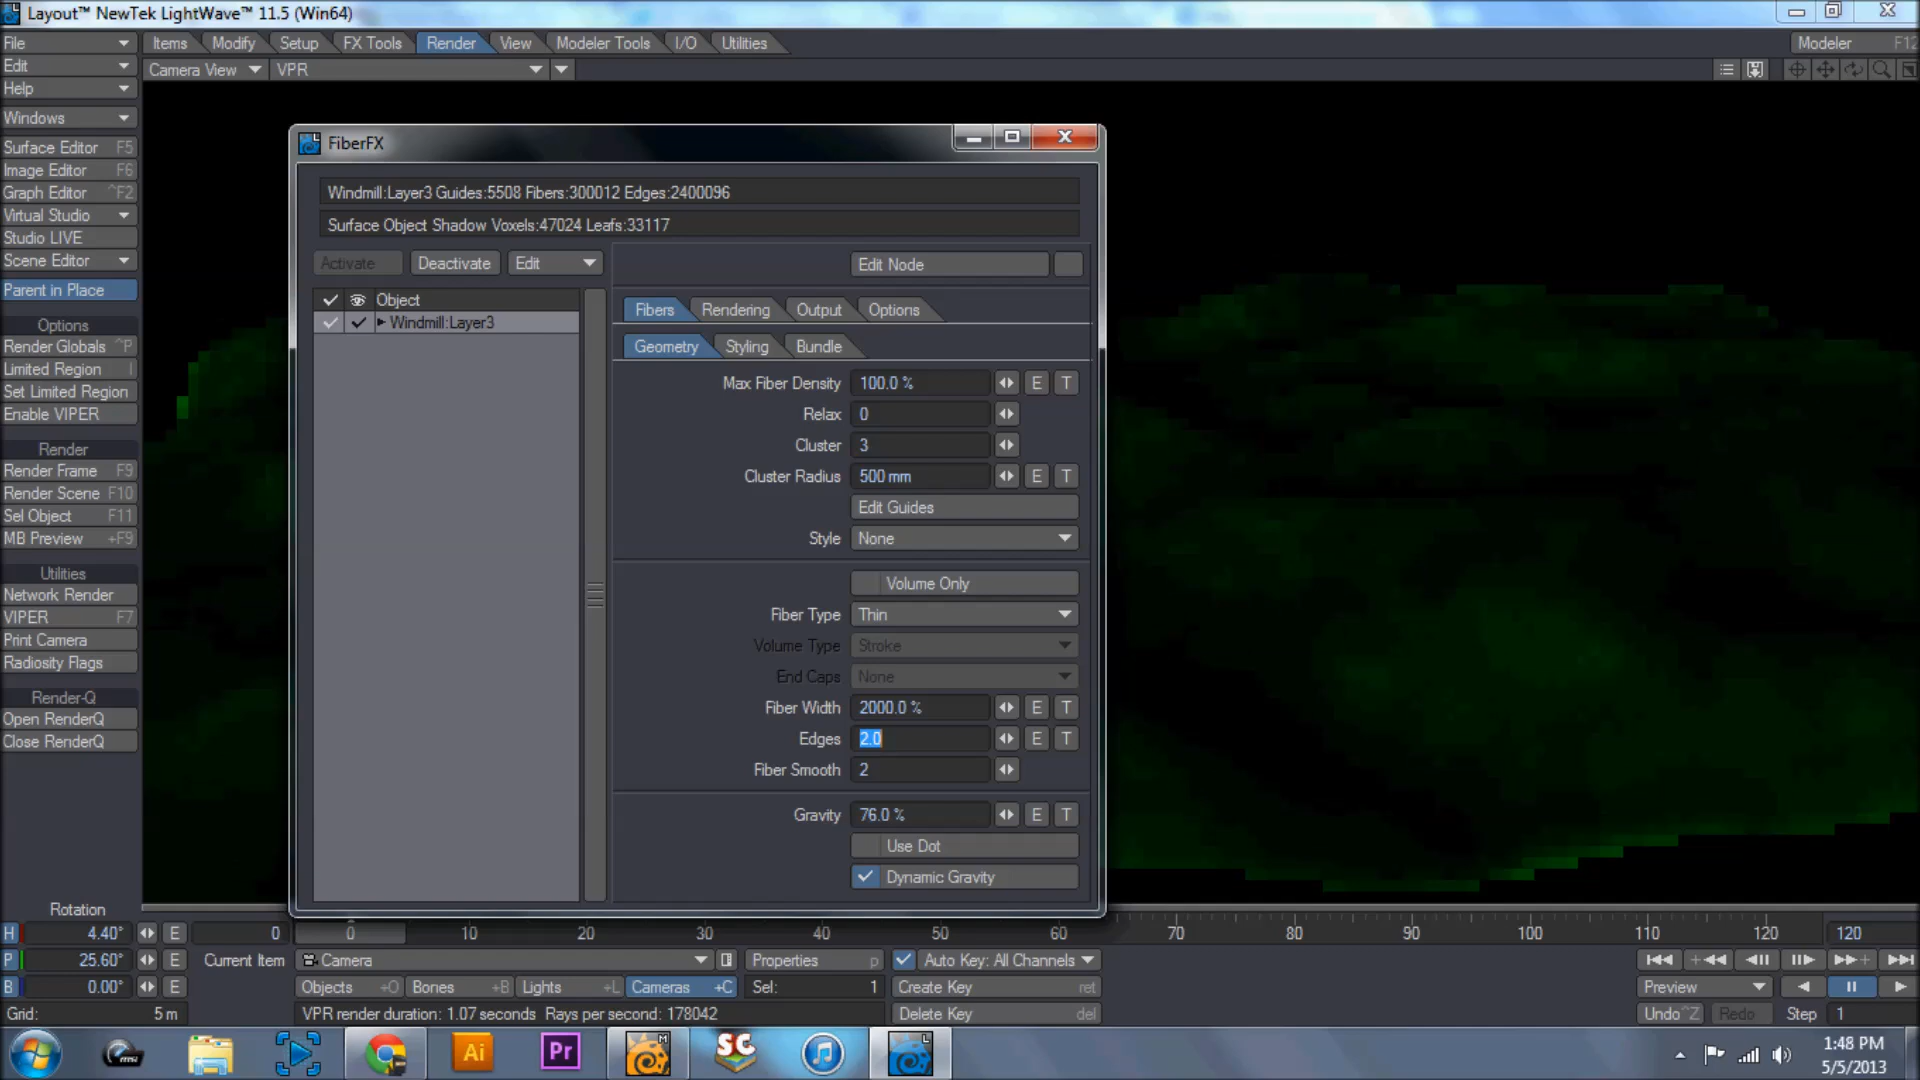 Layout™ NewTek LightWave™ 11.5 (Win64)
File
Items
Modify
Setup
FX Tools
Render
View
Modeler Tools
I/O
Utilities
Modeler F12
Edit
Camera View
VPR
Help
Windows
Surface Editor F5
Image Editor F6
Graph Editor ^F2
Virtual Studio
Studio LIVE
Scene Editor
Parent in Place
Options
Render Globals ^P
Limited Region l
Set Limited Region
Enable VIPER
Render
Render Frame F9
Render Scene F10
Sel Object F11
MB Preview +F9
Utilities
Network Render
VIPER F7
Print Camera
Radiosity Flags
Render-Q
Open RenderQ
Close RenderQ
FiberFX
Windmill:Layer3 Guides:5508 Fibers:300012 Edges:2400096
Surface Object Shadow Voxels:47024 Leafs:33117
Activate
Deactivate
Edit
Edit Node
Object
Windmill:Layer3
Fibers
Rendering
Output
Options
Geometry
Styling
Bundle
Max Fiber Density 100.0 % E T
Relax 0
Cluster 3
Cluster Radius 500 mm E T
Edit Guides
Style None
Volume Only
Fiber Type Thin
Volume Type Stroke
End Caps None
Fiber Width 2000.0 % E T
Edges 2.0 E T
Fiber Smooth 2
Gravity 76.0 % E T
Use Dot
Dynamic Gravity
Rotation
H 4.40° E
0 0 10 20 30 40 50 60 70 80 90 100 110 120 120
P 25.60° E
Current Item Camera
Properties p
Auto Key: All Channels
B 0.00° E
Objects +O
Bones +B
Lights +L
Cameras +C
Sel: 1
Create Key ret
Preview
Grid: 5 m
VPR render duration: 1.07 seconds Rays per second: 178042
Delete Key del
Undo ^Z
Redo
Step 1
Ai
Pr
M
SC
L
1:48 PM
5/5/2013